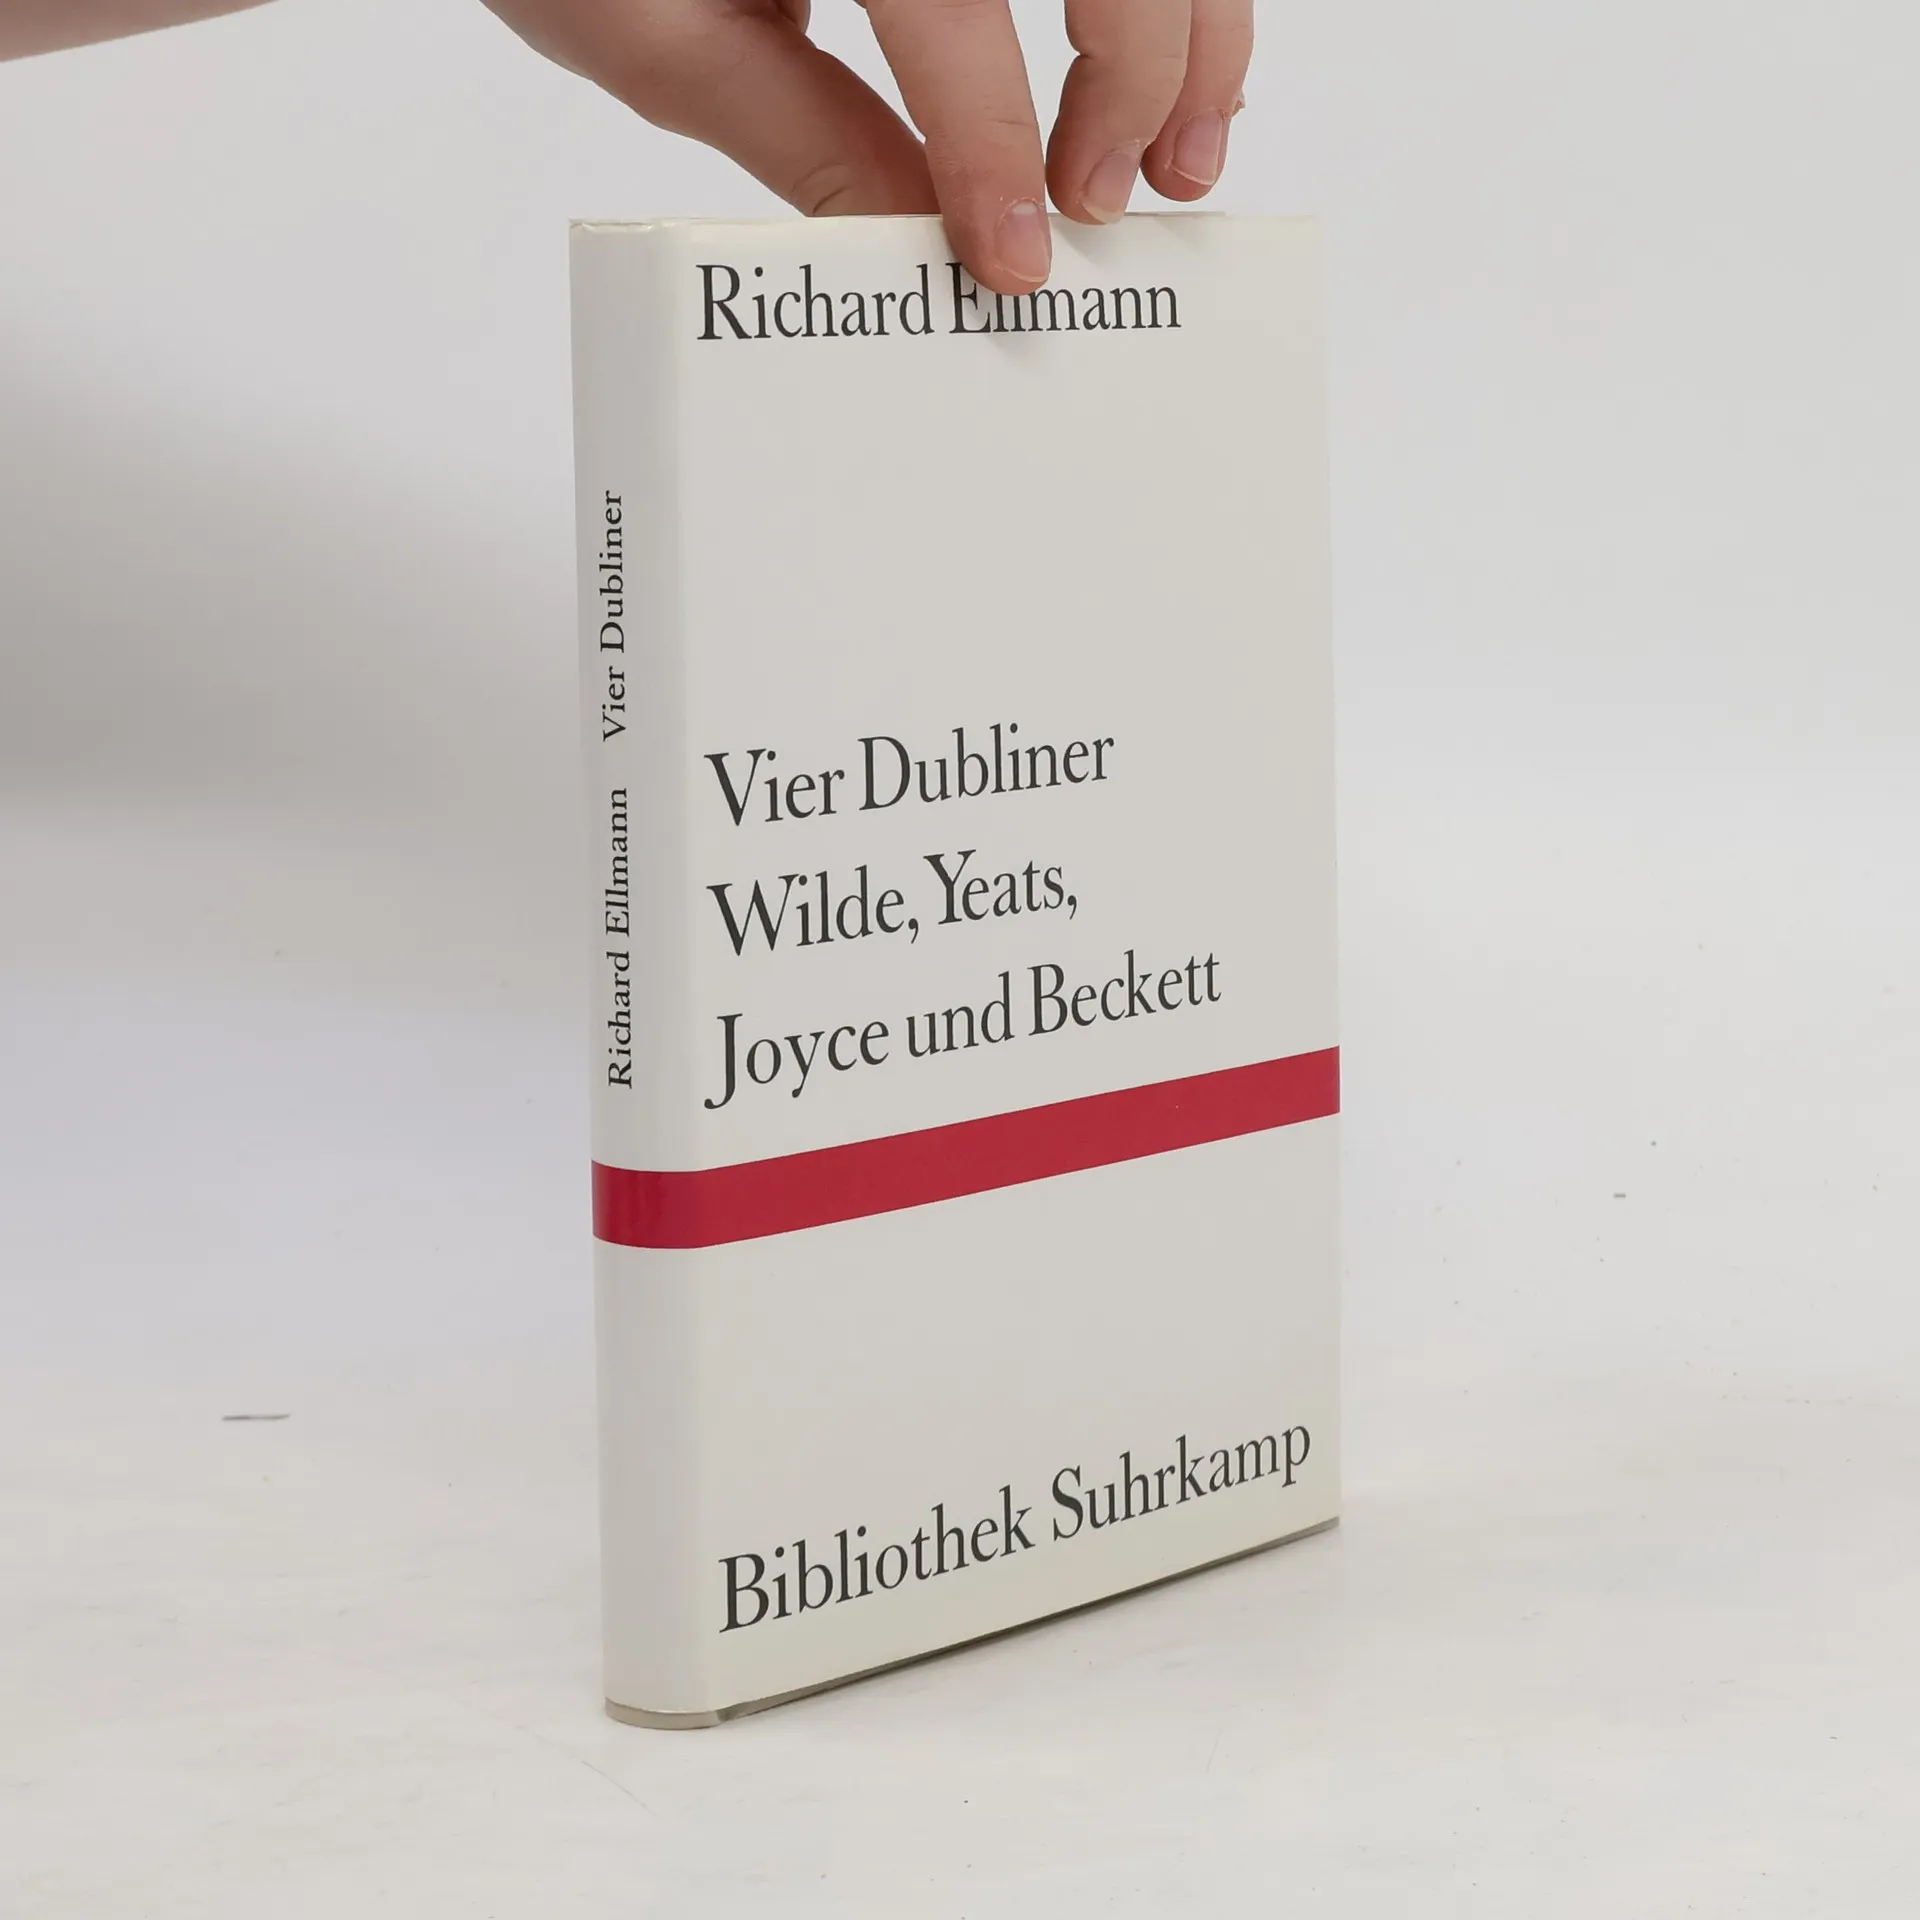 Richard Ellmann
Vier Dubliner
Wilde, Yeats,
Joyce und Beckett
Bibliothek Suhrkamp
Richard Ellmann Vier Dubliner